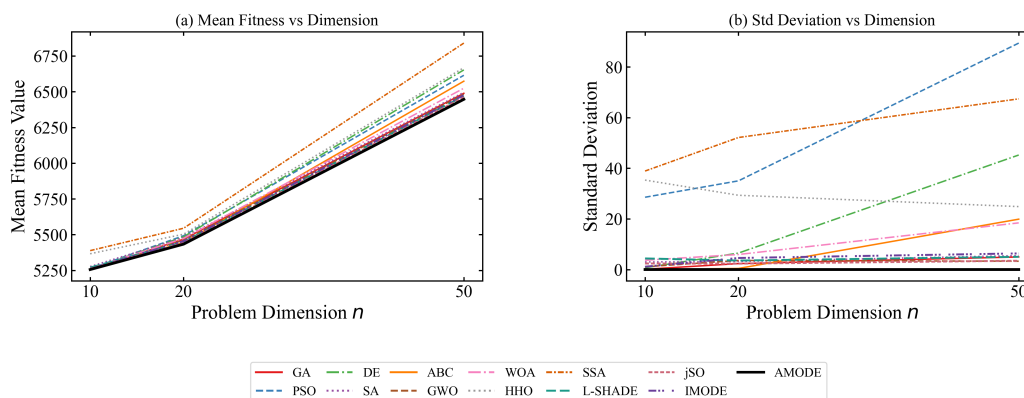 (a) Mean Fitness vs Dimension
Mean Fitness Value
6750
6500
6250
6000
5750
5500
5250
10
20
50
Problem Dimension n
(b) Std Deviation vs Dimension
Standard Deviation
80
60
40
20
0
10
20
50
Problem Dimension n
GA
DE
ABC
WOA
SSA
jSO
AMODE
PSO
SA
GWO
HHO
L-SHADE
IMODE